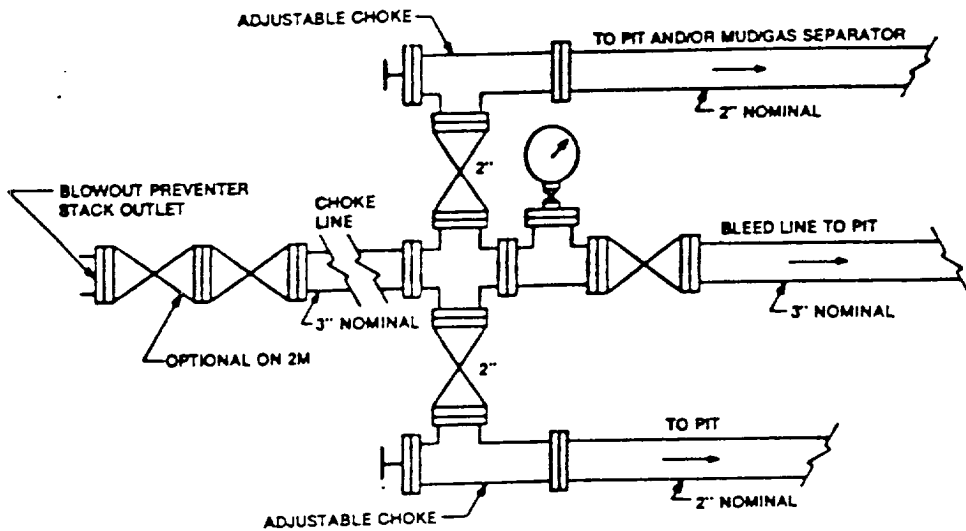 ADJUSTABLE CHOKE
TO PIT AND/OR MUD/GAS SEPARATOR
2" NOMINAL
2"
BLOWOUT PREVENTER
STACK OUTLET
CHOKE
LINE
BLEED LINE TO PIT
3" NOMINAL
3" NOMINAL
OPTIONAL ON 2M
2"
TO PIT
2" NOMINAL
ADJUSTABLE CHOKE